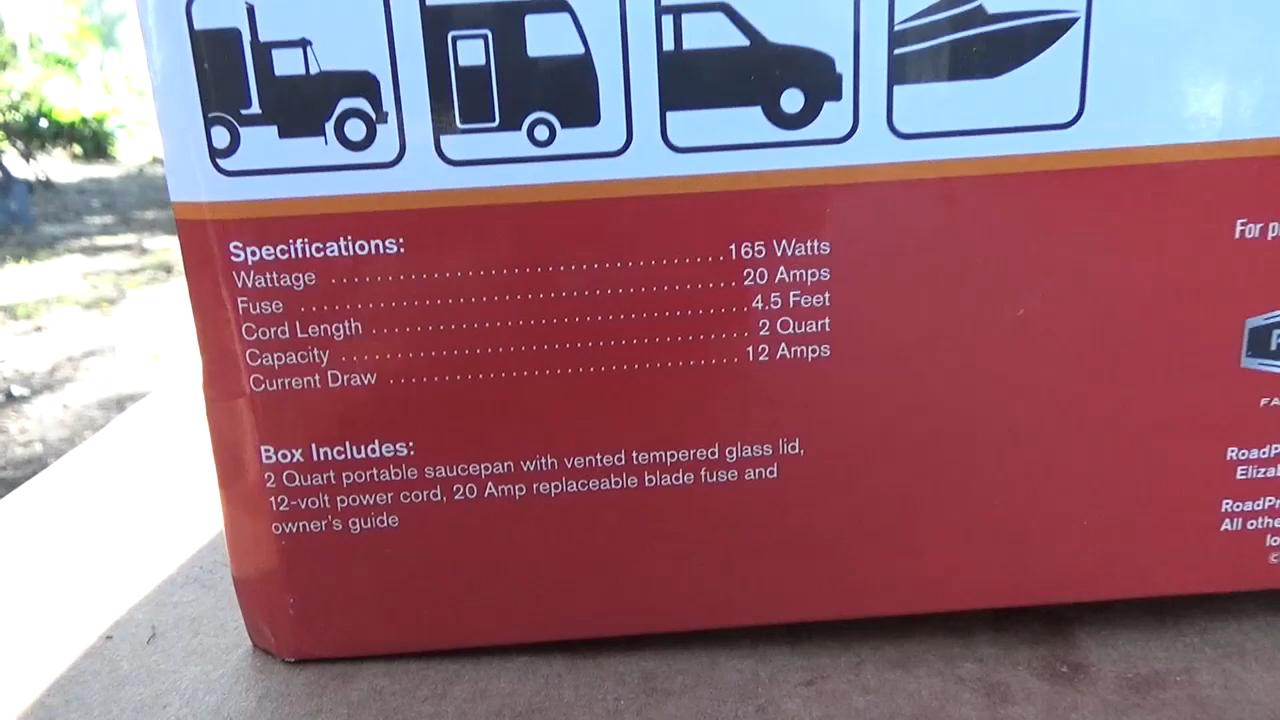 Specifications:
Wattage ........................................ 165 Watts
Fuse ........................................ 20 Amps
Cord Length ........................................ 4.5 Feet
Capacity ........................................ 2 Quart
Current Draw ........................................ 12 Amps
Box Includes:
2 Quart portable saucepan with vented tempered glass lid,
12-volt power cord, 20 Amp replaceable blade fuse and
owner's guide
For
RoadP
Eliza
RoadPr
All othe
lo
©